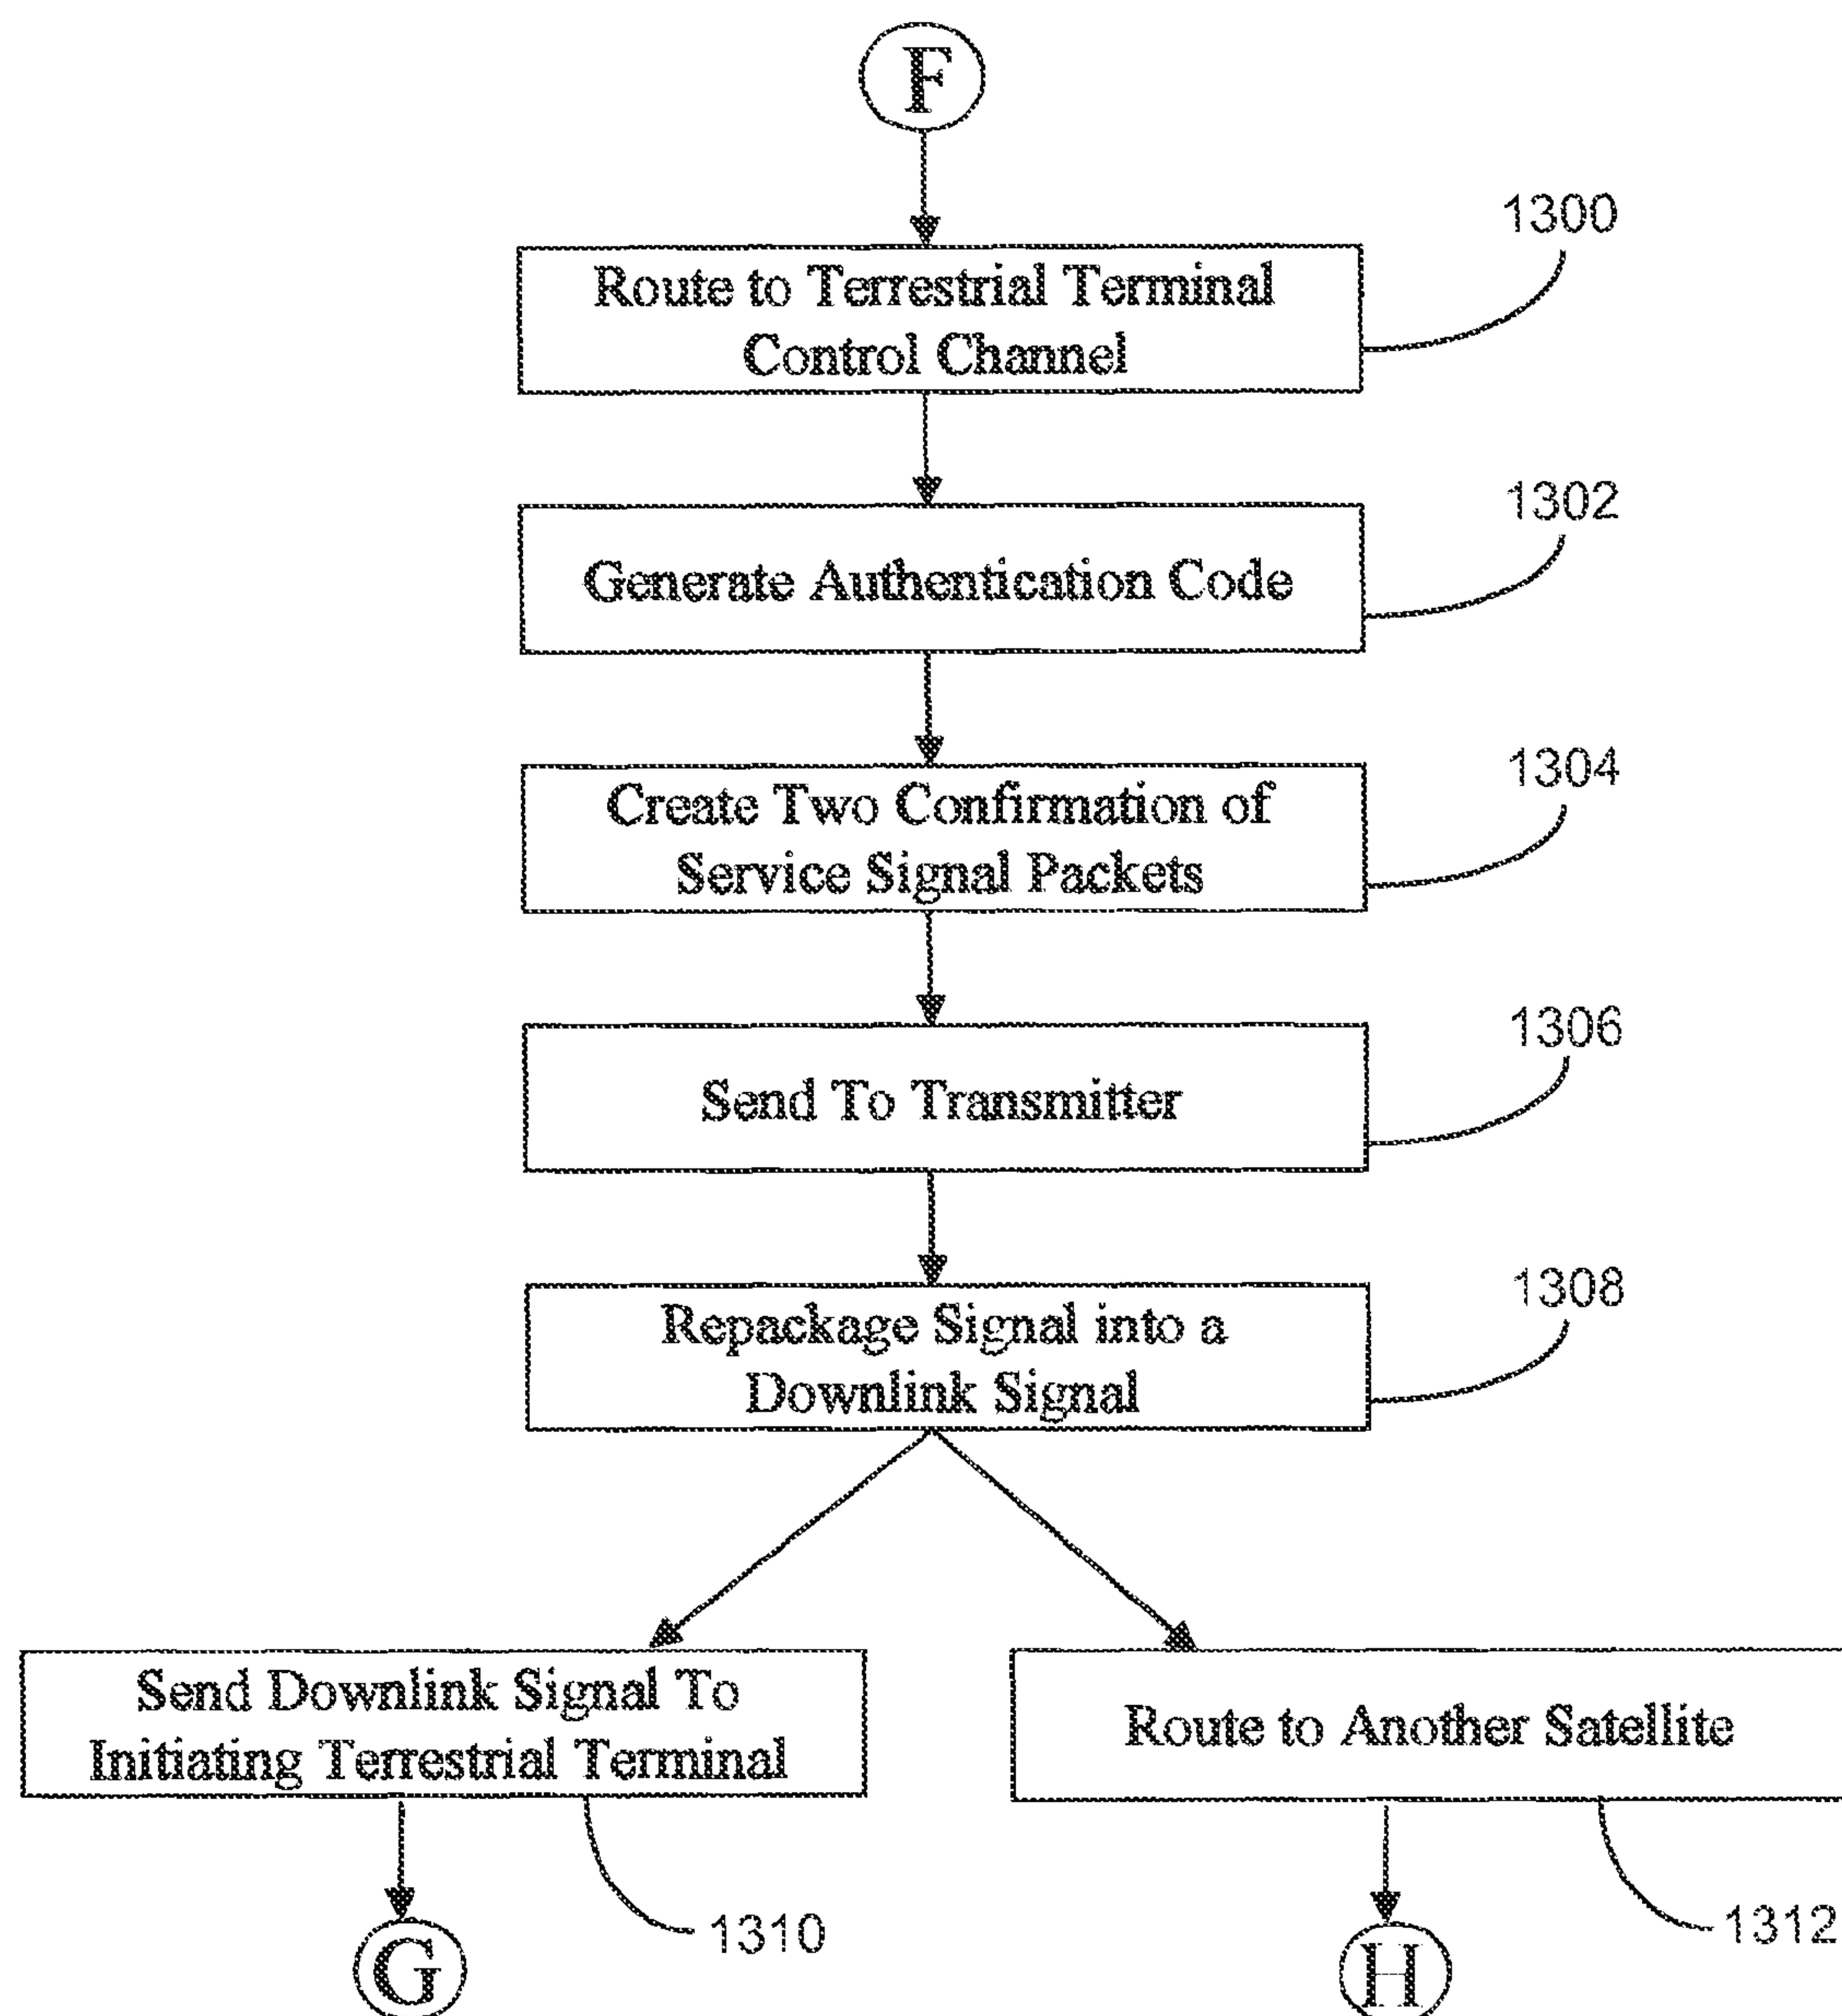 F
1300
Route to Terrestrial Terminal
Control Channel
1302
Generate Authentication Code
1304
Create Two Confirmation of
Service Signal Packets
1306
Send To Transmitter
1308
Repackage Signal into a
Downlink Signal
Send Downlink Signal To
Initiating Terrestrial Terminal
Route to Another Satellite
1310
1312
G
H